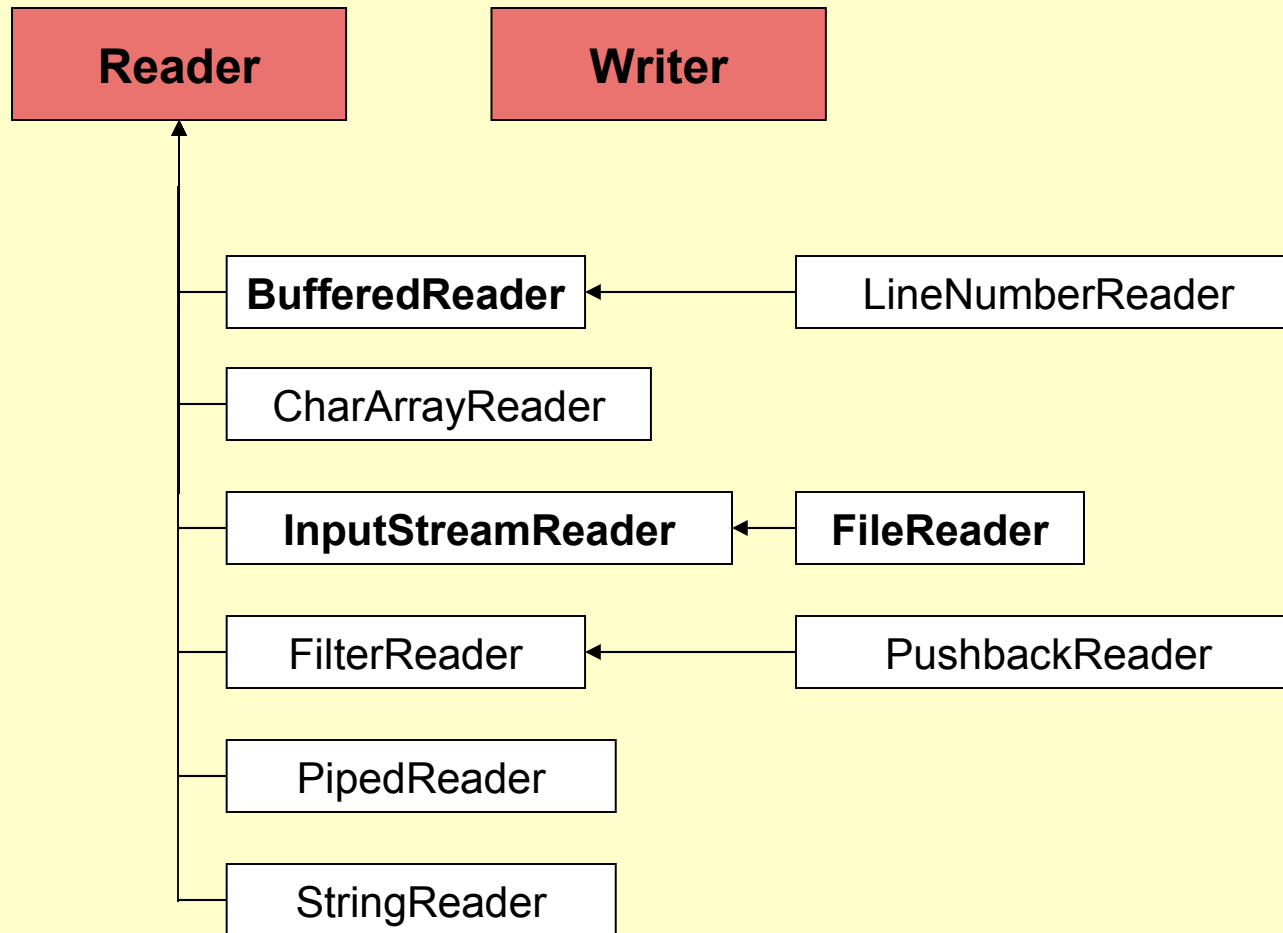 Reader
Writer
BufferedReader
LineNumberReader
CharArrayReader
InputStreamReader
FileReader
FilterReader
PushbackReader
PipedReader
StringReader